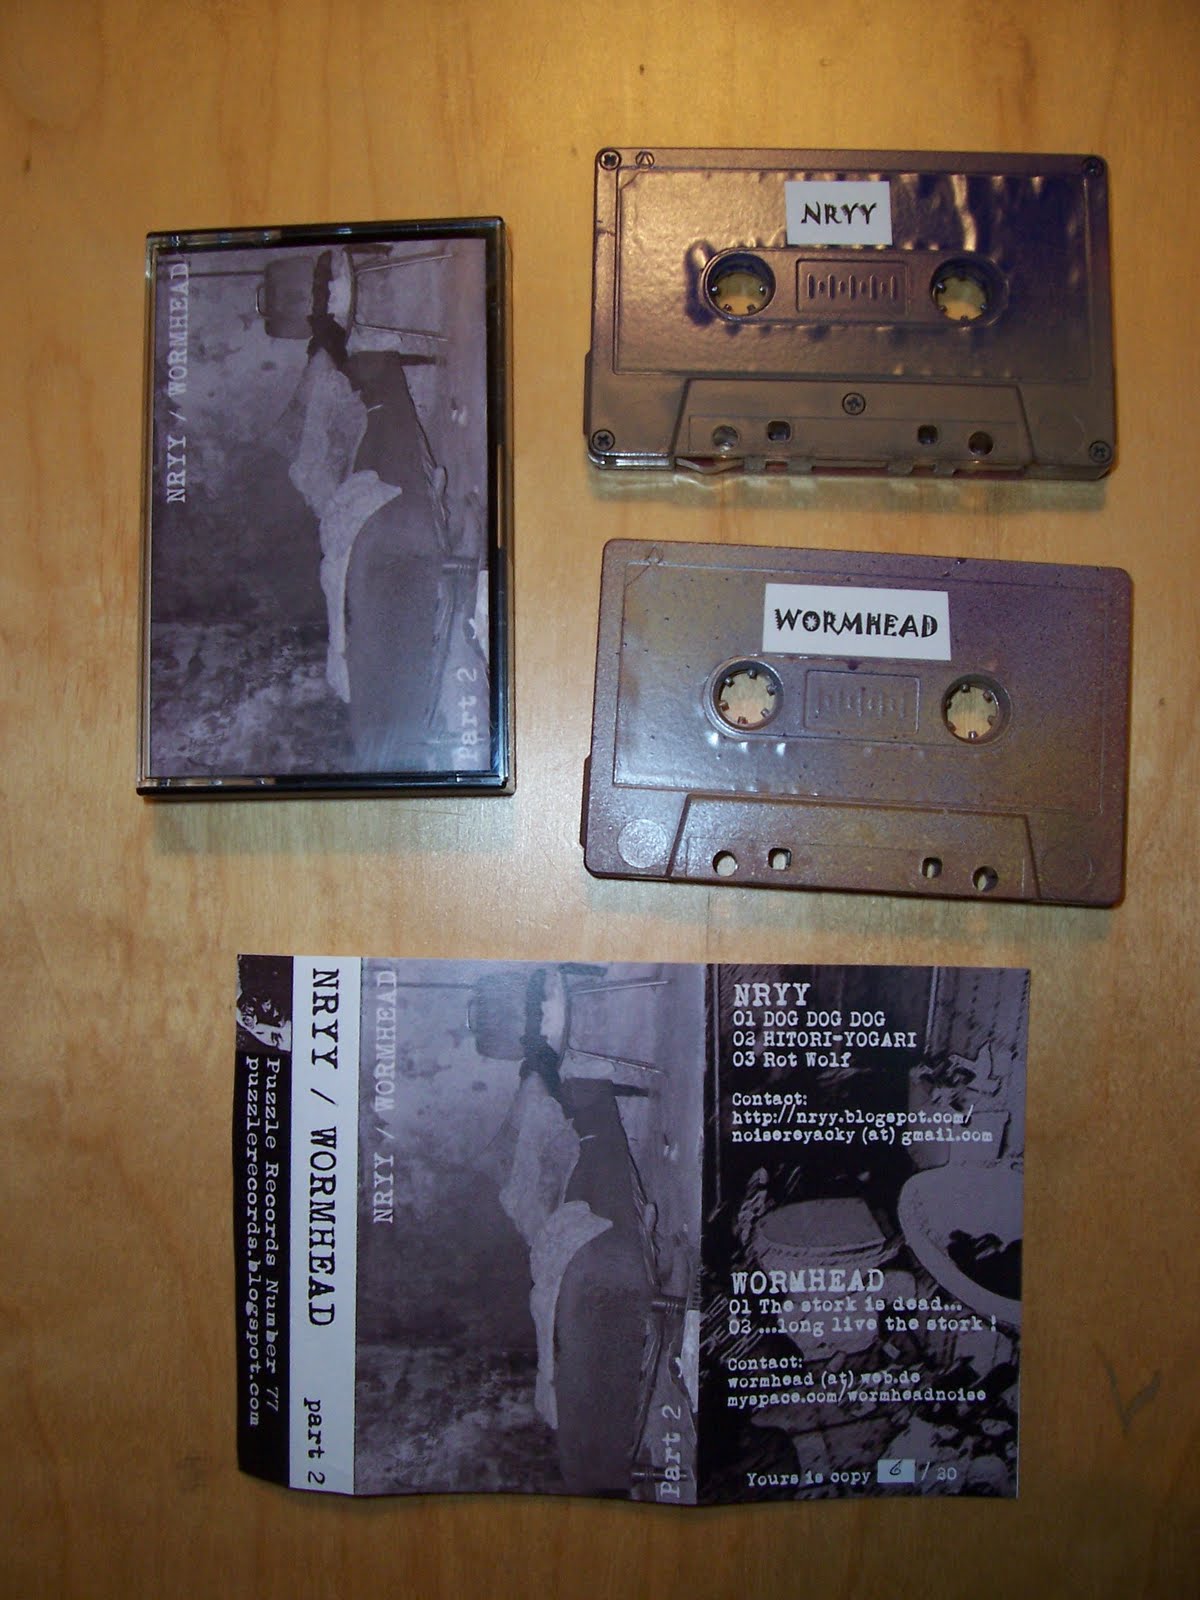 NRYY / WORMHEAD
Part 2
NRYY
WORMHEAD
Puzzle Records Number 77
puzzlerecords.blogspot.com
NRYY / WORMHEAD part 2
NRYY / WORMHEAD
Part 2
NRYY
01 DOG DOG DOG
02 HITORI-YOGARI
03 Rot Wolf
Contact:
http://nryy.blogspot.com/
noisereyacky (at) gmail.com
WORMHEAD
01 The stork is dead...
02 ...long live the stork !
Contact:
wormhead (at) web.de
myspace.com/wormheadnoise
Yours is copy 6 / 30